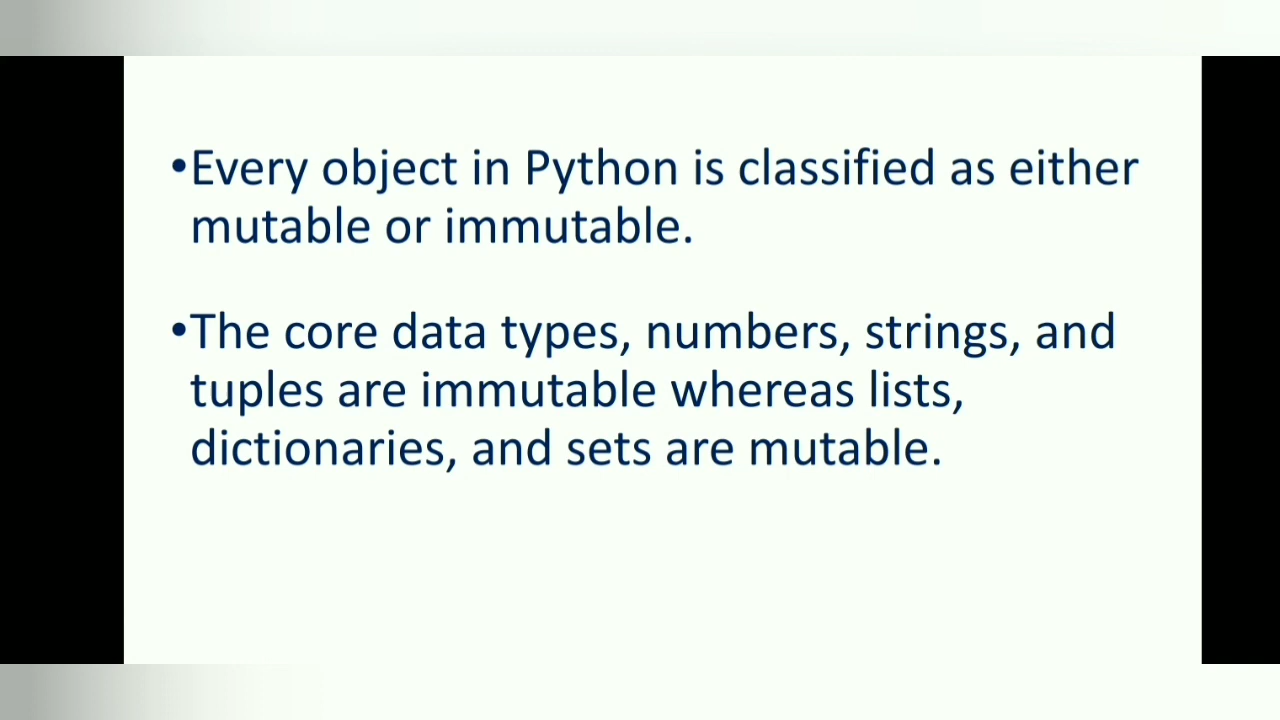 •Every object in Python is classified as either
mutable or immutable.
•The core data types, numbers, strings, and
tuples are immutable whereas lists,
dictionaries, and sets are mutable.